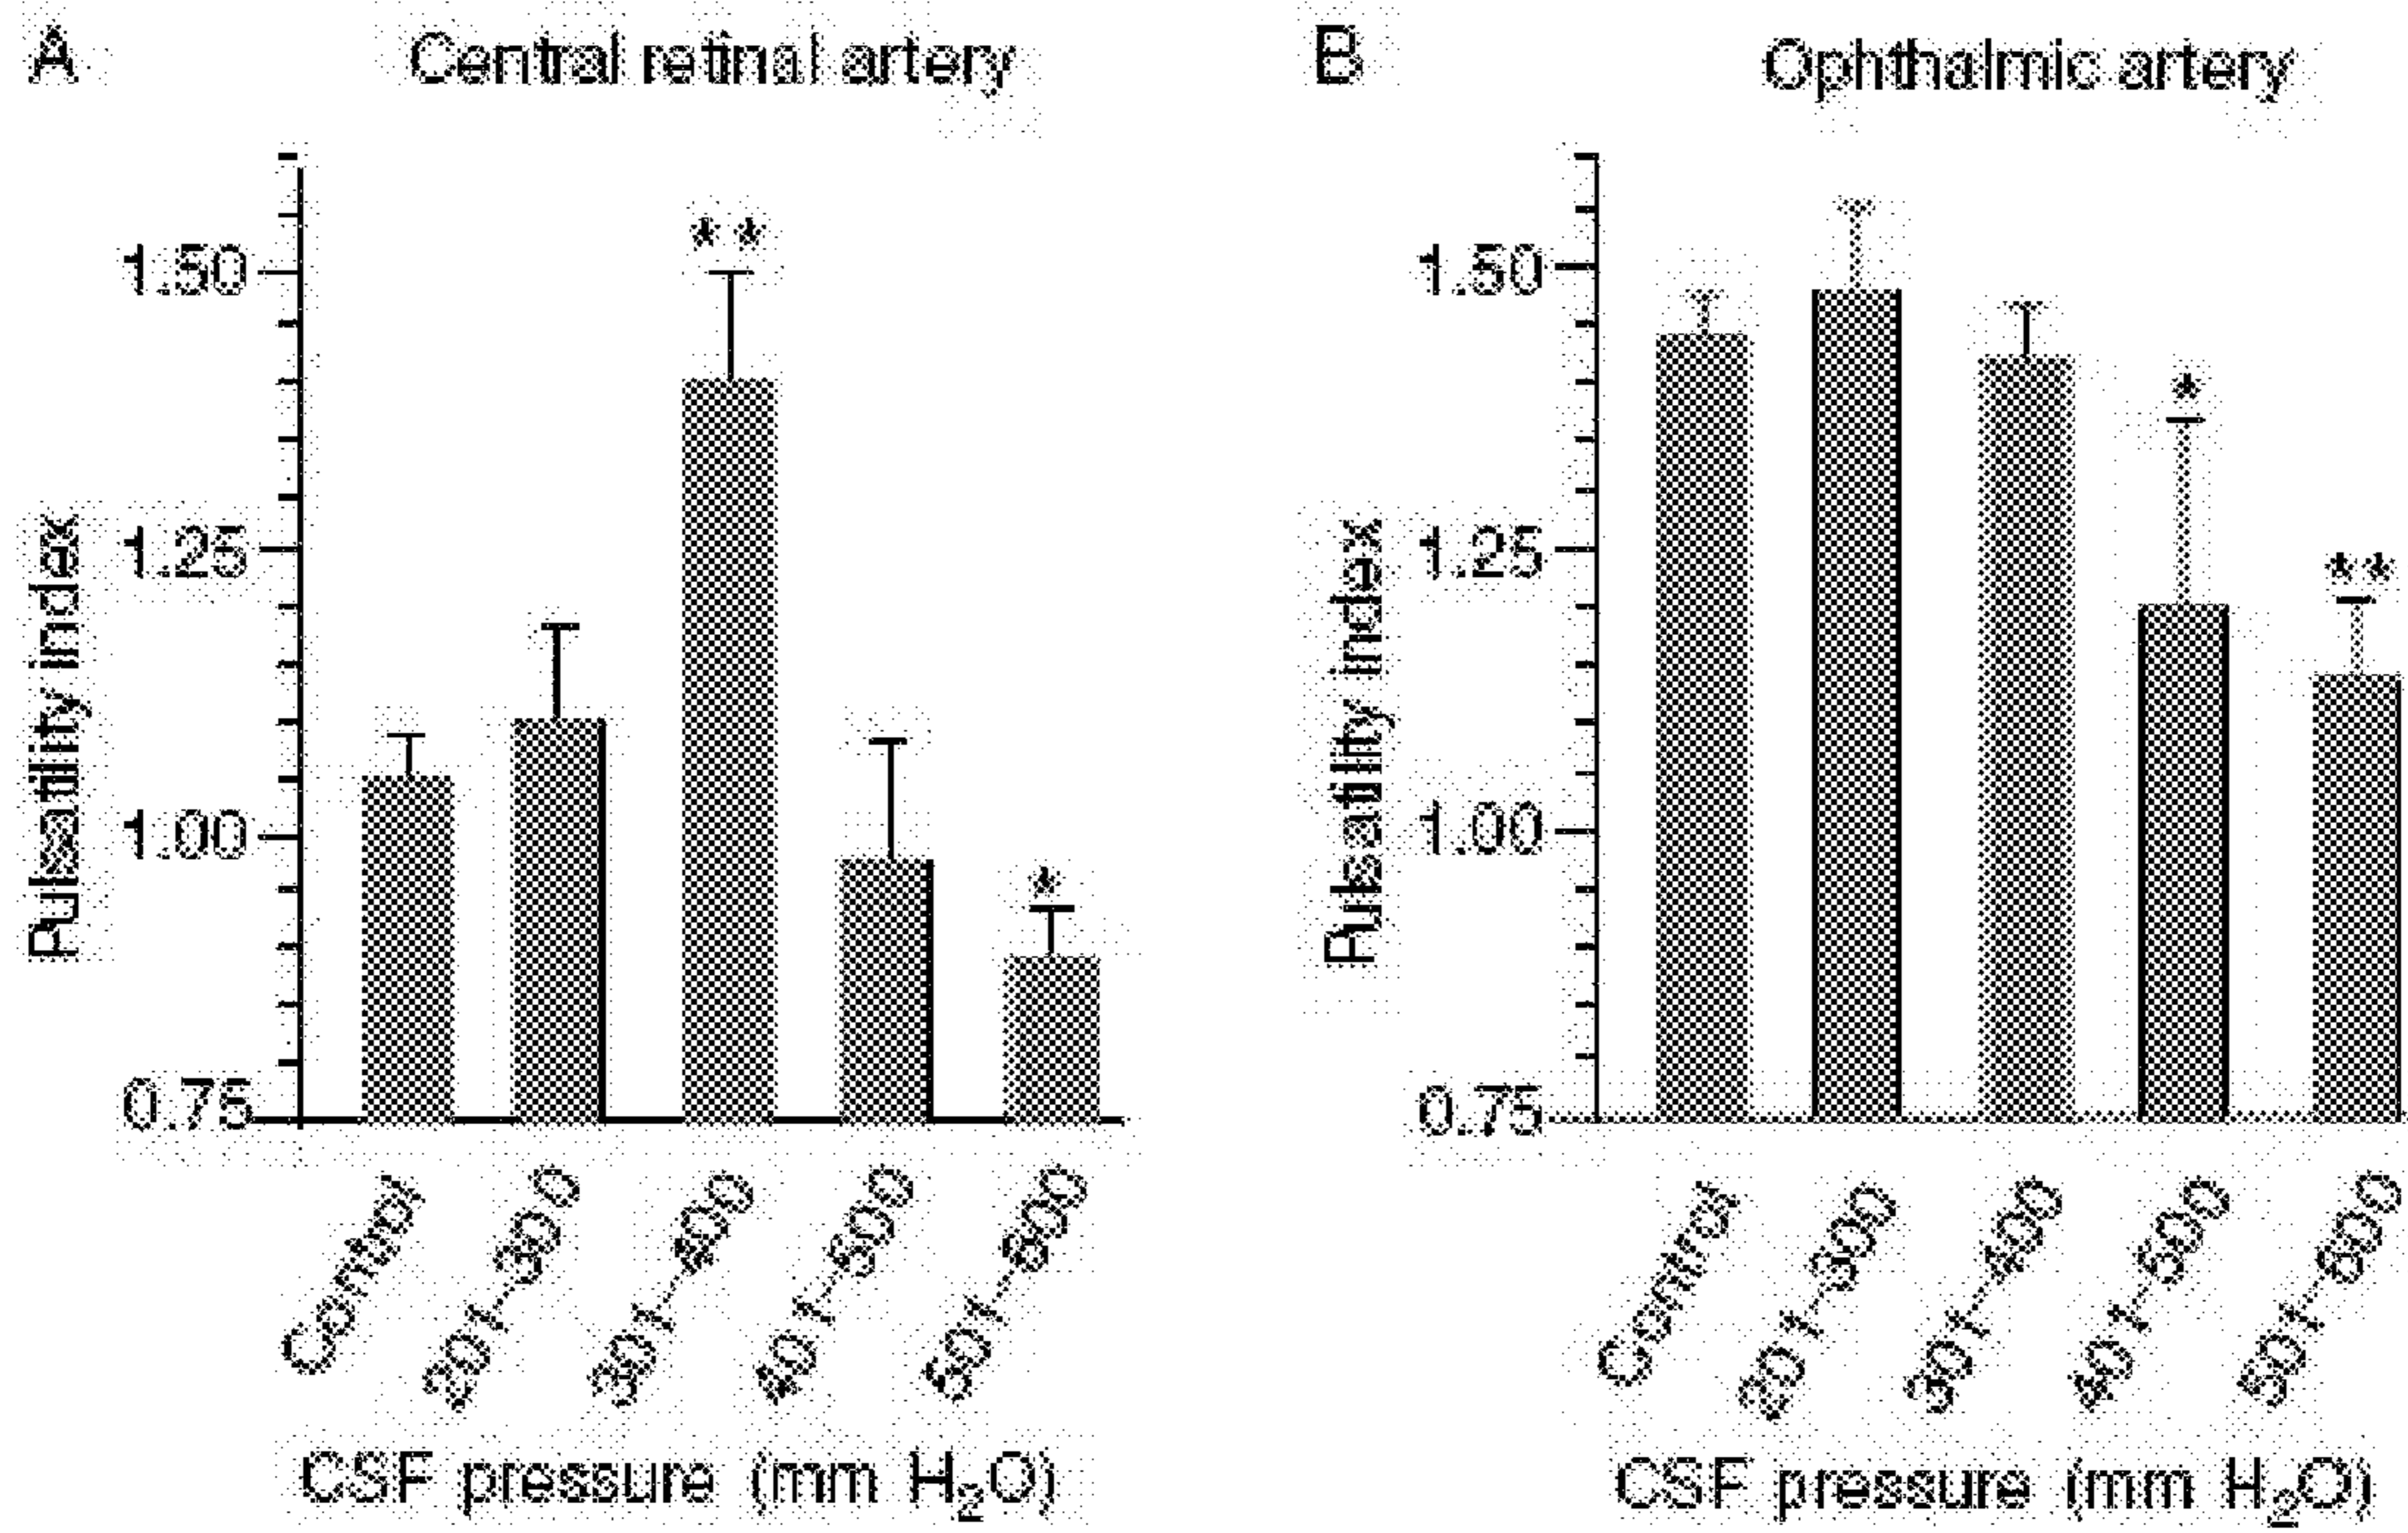 A
Central retinal artery
**
1.50
1.25
1.00
0.75
*
Pulsatility index
Control
201–300
301–400
401–500
501–600
CSF pressure (mm H₂O)
B
Ophthalmic artery
1.50
1.25
1.00
0.75
*
**
Pulsatility index
Control
201–300
301–400
401–500
501–600
CSF pressure (mm H₂O)